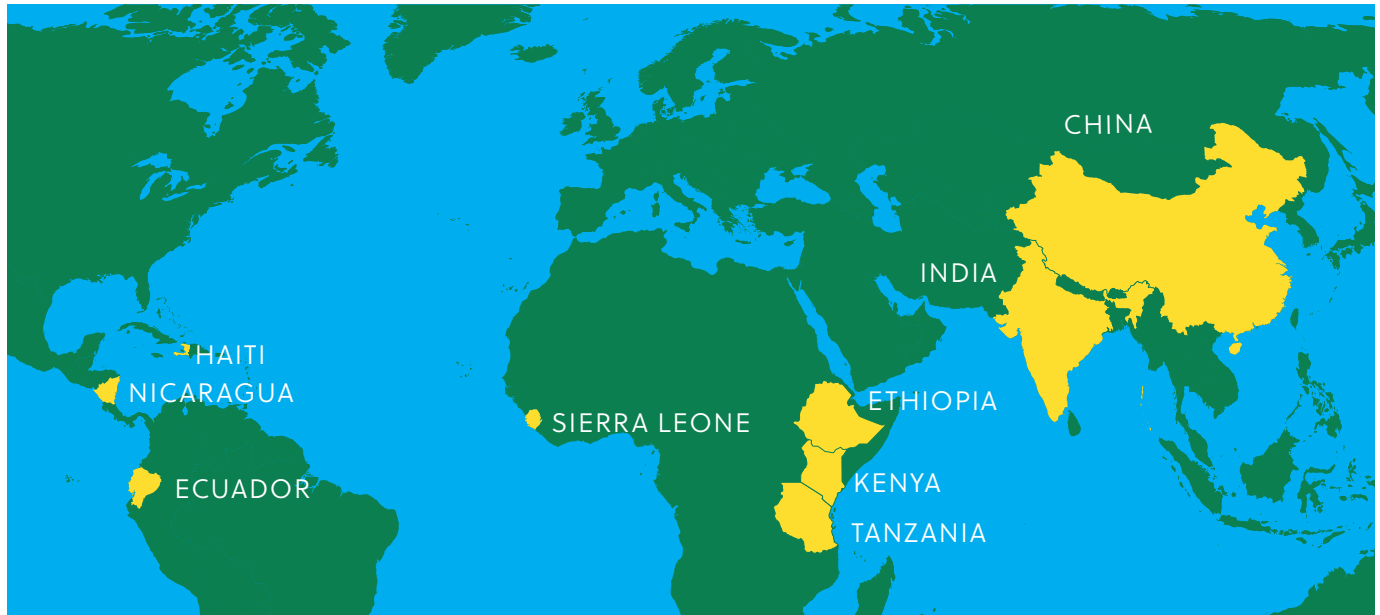 CHINA
INDIA
HAITI
NICARAGUA
ETHIOPIA
SIERRA LEONE
KENYA
ECUADOR
TANZANIA